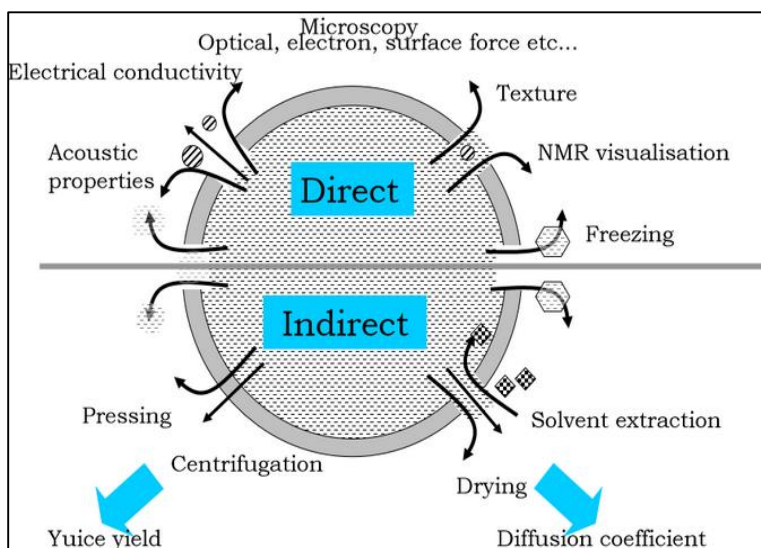 Microscopy
Optical, electron, surface force etc...
Electrical conductivity
Texture
Acoustic
properties
NMR visualisation
Direct
Freezing
Indirect
Pressing
Solvent extraction
Centrifugation
Drying
Yuice yield
Diffusion coefficient